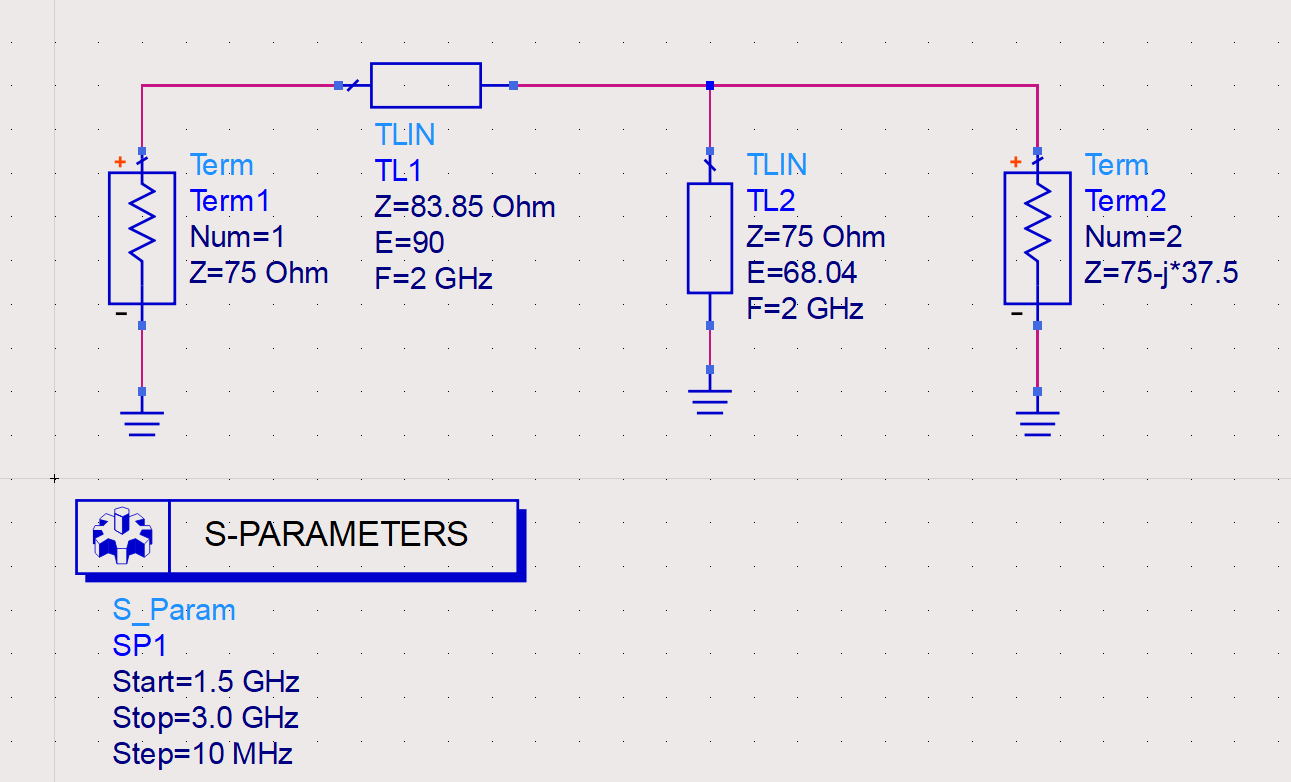 TLIN
TL1
Z=83.85 Ohm
E=90
F=2 GHz
+
Term
Term1
Num=1
Z=75 Ohm
-
TLIN
TL2
Z=75 Ohm
E=68.04
F=2 GHz
+
Term
Term2
Num=2
Z=75-j*37.5
-
S-PARAMETERS
S_Param
SP1
Start=1.5 GHz
Stop=3.0 GHz
Step=10 MHz